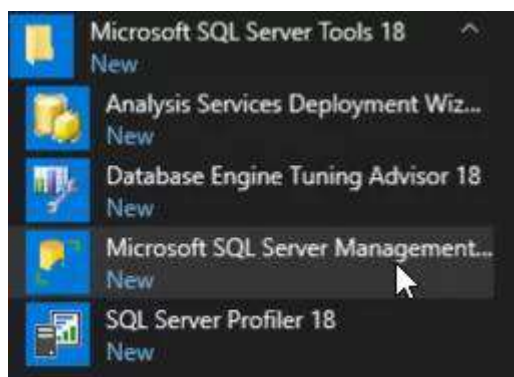 Microsoft SQL Server Tools 18
New
Analysis Services Deployment Wiz...
New
Database Engine Tuning Advisor 18
New
Microsoft SQL Server Management...
New
SQL Server Profiler 18
New